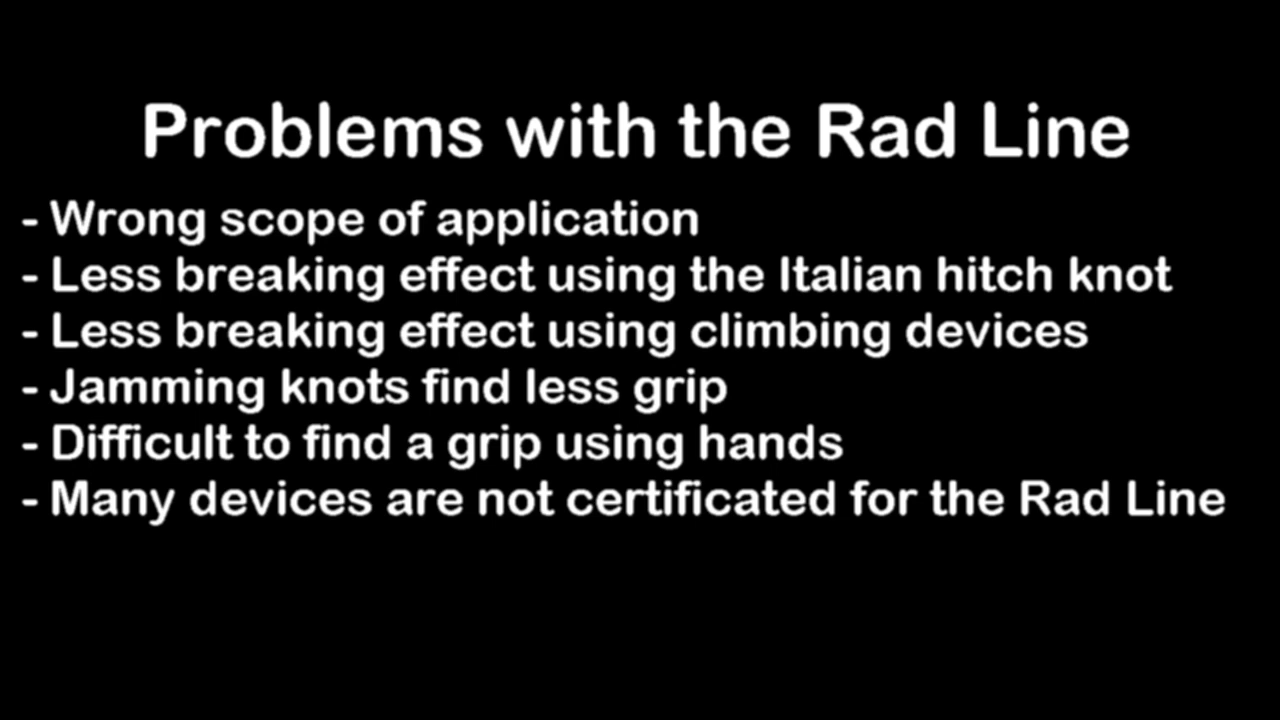 Problems with the Rad Line
- Wrong scope of application
- Less breaking effect using the Italian hitch knot
- Less breaking effect using climbing devices
- Jamming knots find less grip
- Difficult to find a grip using hands
- Many devices are not certificated for the Rad Line